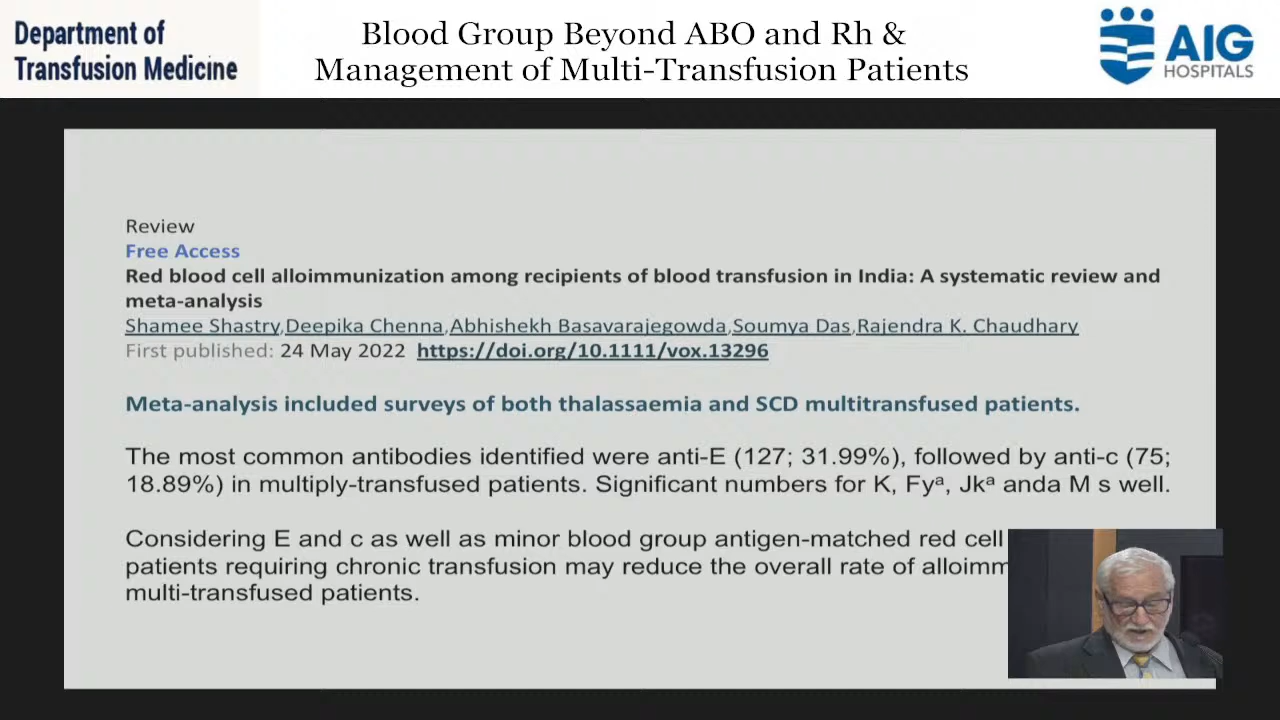 Department of
Transfusion Medicine
Blood Group Beyond ABO and Rh &
Management of Multi-Transfusion Patients
AIG
HOSPITALS
Review
Free Access
Red blood cell alloimmunization among recipients of blood transfusion in India: A systematic review and
meta-analysis
Shamee Shastry,Deepika Chenna,Abhishekh Basavarajegowda,Soumya Das,Rajendra K. Chaudhary
First published: 24 May 2022 https://doi.org/10.1111/vox.13296
Meta-analysis included surveys of both thalassaemia and SCD multitransfused patients.
The most common antibodies identified were anti-E (127; 31.99%), followed by anti-c (75;
18.89%) in multiply-transfused patients. Significant numbers for K, Fyᵃ, Jkᵃ anda M s well.
Considering E and c as well as minor blood group antigen-matched red cell
patients requiring chronic transfusion may reduce the overall rate of
multi-transfused patients.